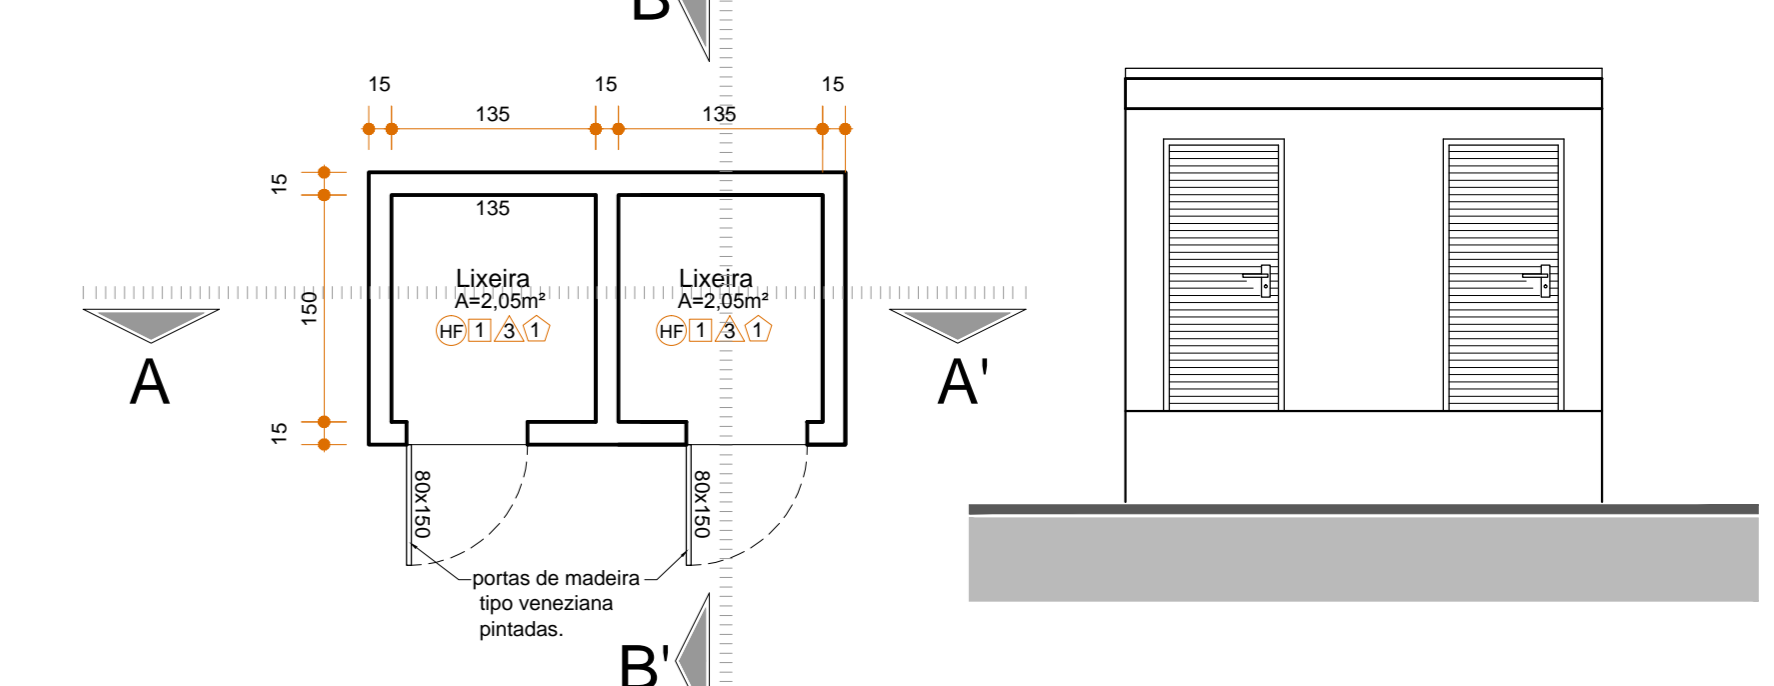 B
15 15 15
135 135
15
135
150
Lixeira Lixeira
A=2,05m² A=2,05m²
HF 1 3 1 HF 1 3 1
A A'
15
80x150 80x150
portas de madeira
tipo veneziana
pintadas.
B'